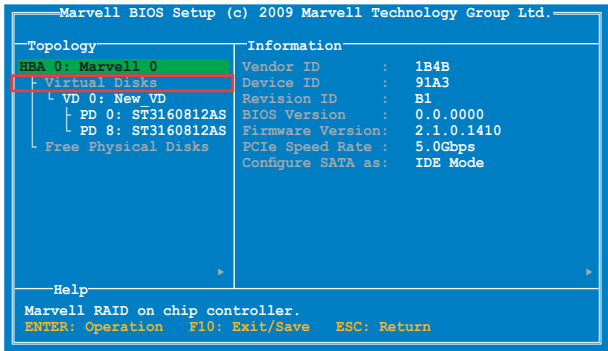 Marvell BIOS Setup (c) 2009 Marvell Technology Group Ltd.
Topology
HBA 0: Marvell 0
Virtual Disks
VD 0: New_VD
PD 0: ST3160812AS
PD 8: ST3160812AS
Free Physical Disks
Information
Vendor ID : 1B4B
Device ID : 91A3
Revision ID : B1
BIOS Version : 0.0.0000
Firmware Version: 2.1.0.1410
PCIe Speed Rate : 5.0Gbps
Configure SATA as: IDE Mode
Help
Marvell RAID on chip controller.
ENTER: Operation F10: Exit/Save ESC: Return